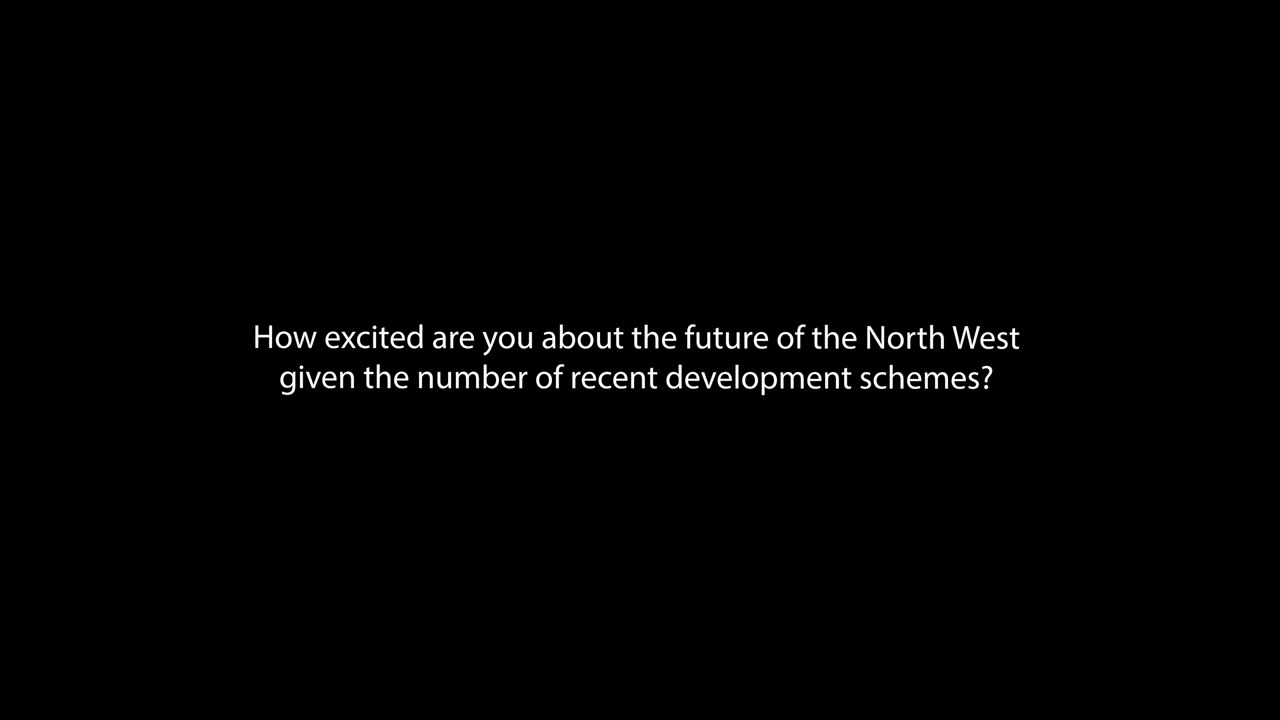 How excited are you about the future of the North West
given the number of recent development schemes?